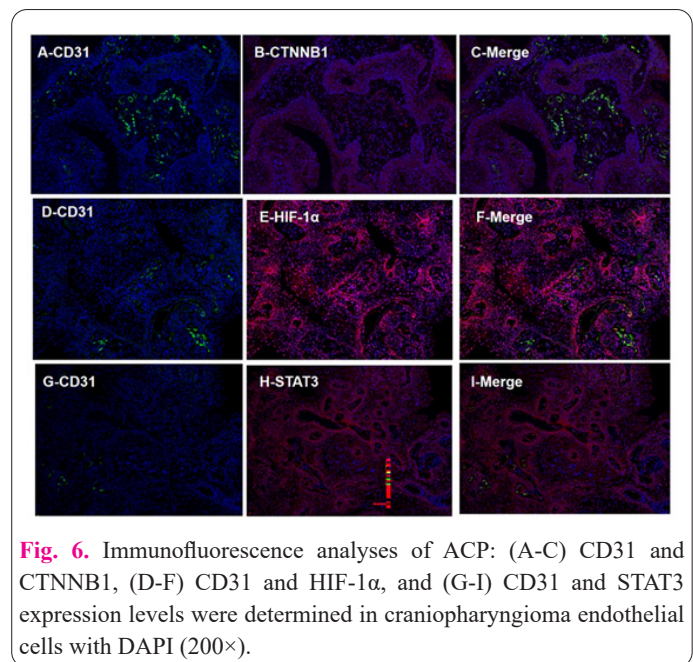 A-CD31
B-CTNNB1
C-Merge
D-CD31
E-HIF-1α
F-Merge
G-CD31
H-STAT3
I-Merge
Fig. 6. Immunofluorescence analyses of ACP: (A-C) CD31 and
CTNNB1, (D-F) CD31 and HIF-1α, and (G-I) CD31 and STAT3
expression levels were determined in craniopharyngioma endothelial
cells with DAPI (200×).